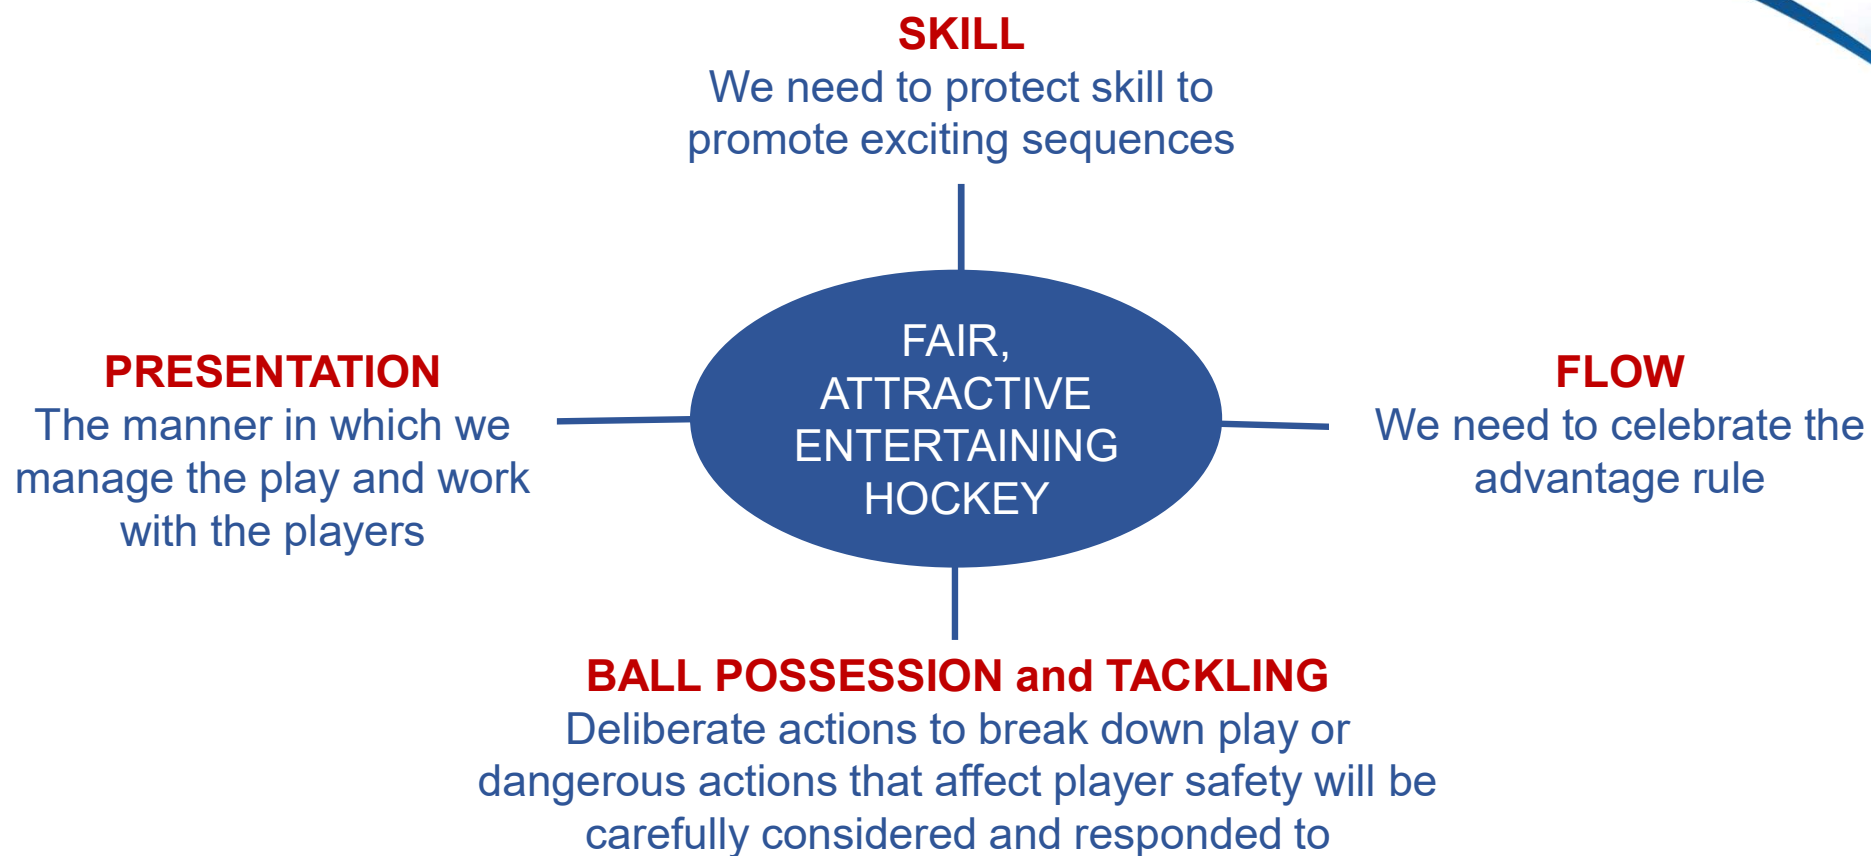 SKILL
We need to protect skill to
promote exciting sequences
PRESENTATION
The manner in which we
manage the play and work
with the players
FAIR,
ATTRACTIVE
ENTERTAINING
HOCKEY
FLOW
We need to celebrate the
advantage rule
BALL POSSESSION and TACKLING
Deliberate actions to break down play or
dangerous actions that affect player safety will be
carefully considered and responded to